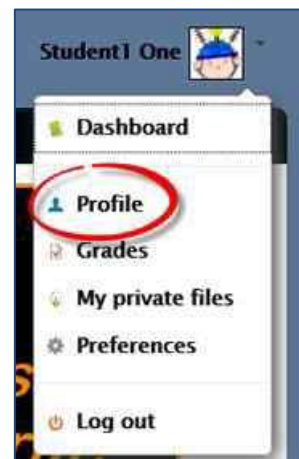 Student1 One
Dashboard
Profile
Grades
My private files
Preferences
Log out